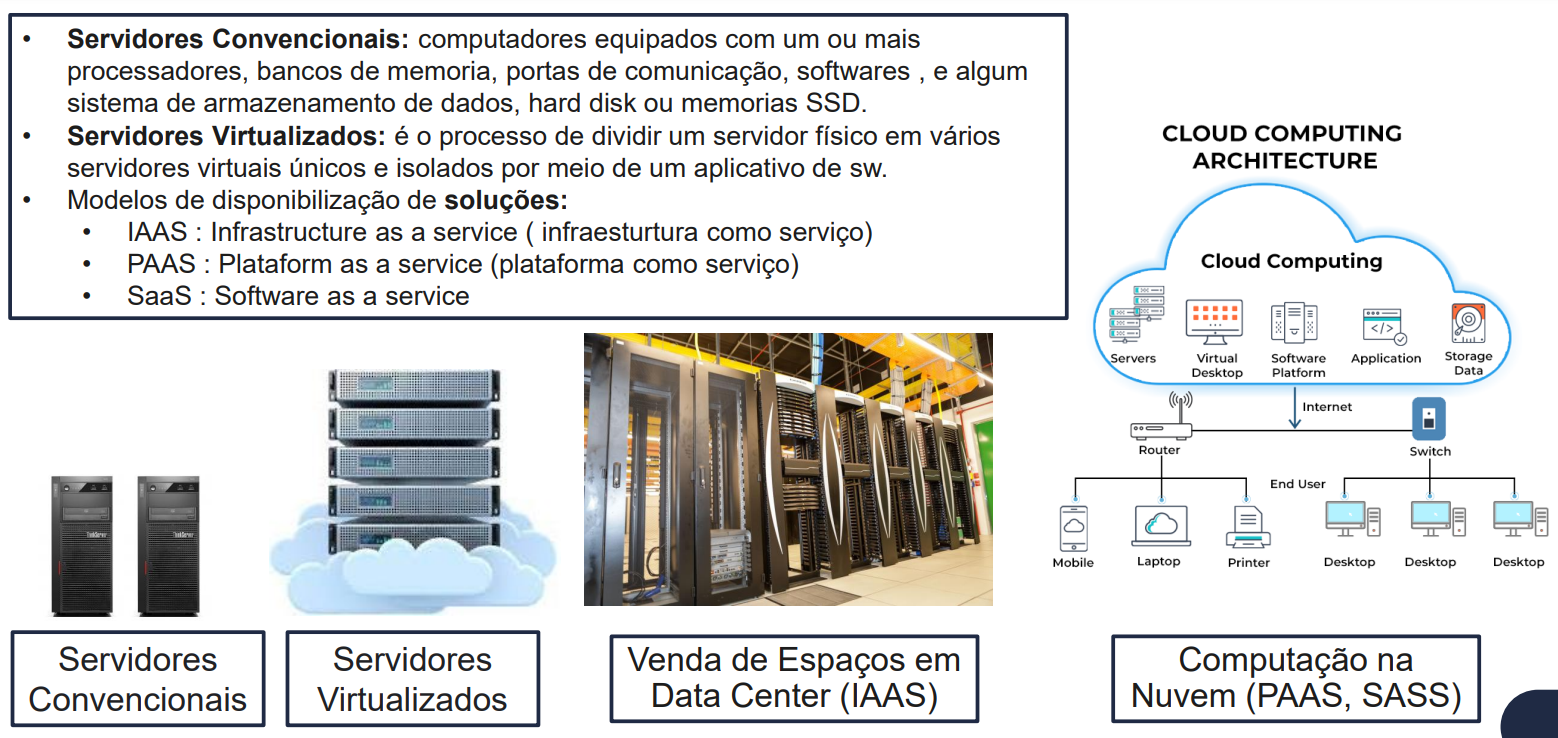 • Servidores Convencionais: computadores equipados com um ou mais
processadores, bancos de memoria, portas de comunicação, softwares , e algum
sistema de armazenamento de dados, hard disk ou memorias SSD.
• Servidores Virtualizados: é o processo de dividir um servidor físico em vários
servidores virtuais únicos e isolados por meio de um aplicativo de sw.
• Modelos de disponibilização de soluções:
• IAAS : Infrastructure as a service ( infraesturtura como serviço)
• PAAS : Plataform as a service (plataforma como serviço)
• SaaS : Software as a service
CLOUD COMPUTING
ARCHITECTURE
Cloud Computing
Servers
Virtual
Desktop
Software
Platform
Application
Storage
Data
Internet
Router
Switch
End User
Mobile
Laptop
Printer
Desktop
Desktop
Desktop
ThinkServer
ThinkServer
Servidores
Convencionais
Servidores
Virtualizados
Venda de Espaços em
Data Center (IAAS)
Computação na
Nuvem (PAAS, SASS)